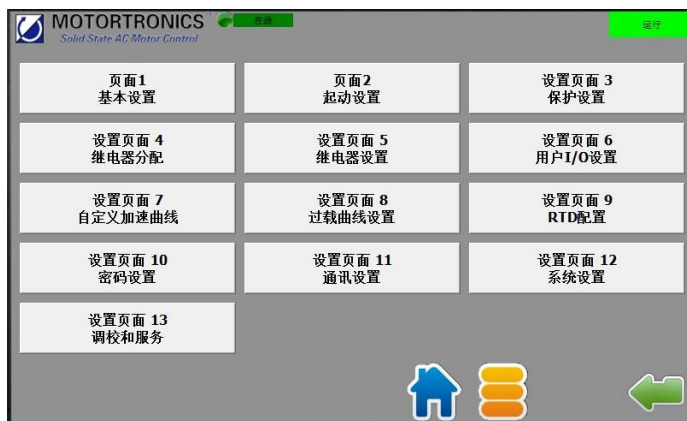 MOTORTRONICS
Solid State AC Motor Control
在线
运行
页面1
基本设置
页面2
起动设置
设置页面 3
保护设置
设置页面 4
继电器分配
设置页面 5
继电器设置
设置页面 6
用户I/O设置
设置页面 7
自定义加速曲线
设置页面 8
过载曲线设置
设置页面 9
RTD配置
设置页面 10
密码设置
设置页面 11
通讯设置
设置页面 12
系统设置
设置页面 13
调校和服务